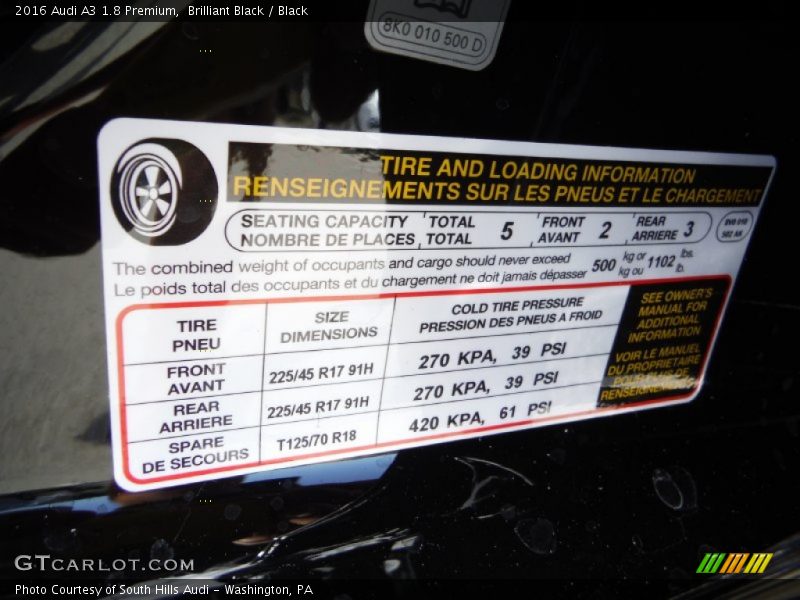 2016 Audi A3 1.8 Premium, Brilliant Black / Black
8K0 010 500 D
TIRE AND LOADING INFORMATION
RENSEIGNEMENTS SUR LES PNEUS ET LE CHARGEMENT
SEATING CAPACITY TOTAL 5 FRONT 2 REAR 3
NOMBRE DE PLACES TOTAL AVANT ARRIERE
The combined weight of occupants and cargo should never exceed 500 kg or 1102 lbs.
Le poids total des occupants et du chargement ne doit jamais dépasser kg ou lb.
TIRE SIZE COLD TIRE PRESSURE
PNEU DIMENSIONS PRESSION DES PNEUS A FROID
FRONT
AVANT 225/45 R17 91H 270 KPA, 39 PSI
REAR
ARRIERE 225/45 R17 91H 270 KPA, 39 PSI
SPARE
DE SECOURS T125/70 R18 420 KPA, 61 PSI
SEE OWNER'S
MANUAL FOR
ADDITIONAL
INFORMATION
VOIR LE MANUEL
DU PROPRIETAIRE
POUR PLUS DE
RENSEIGNEMENTS
GTCARLOT.COM
Photo Courtesy of South Hills Audi - Washington, PA